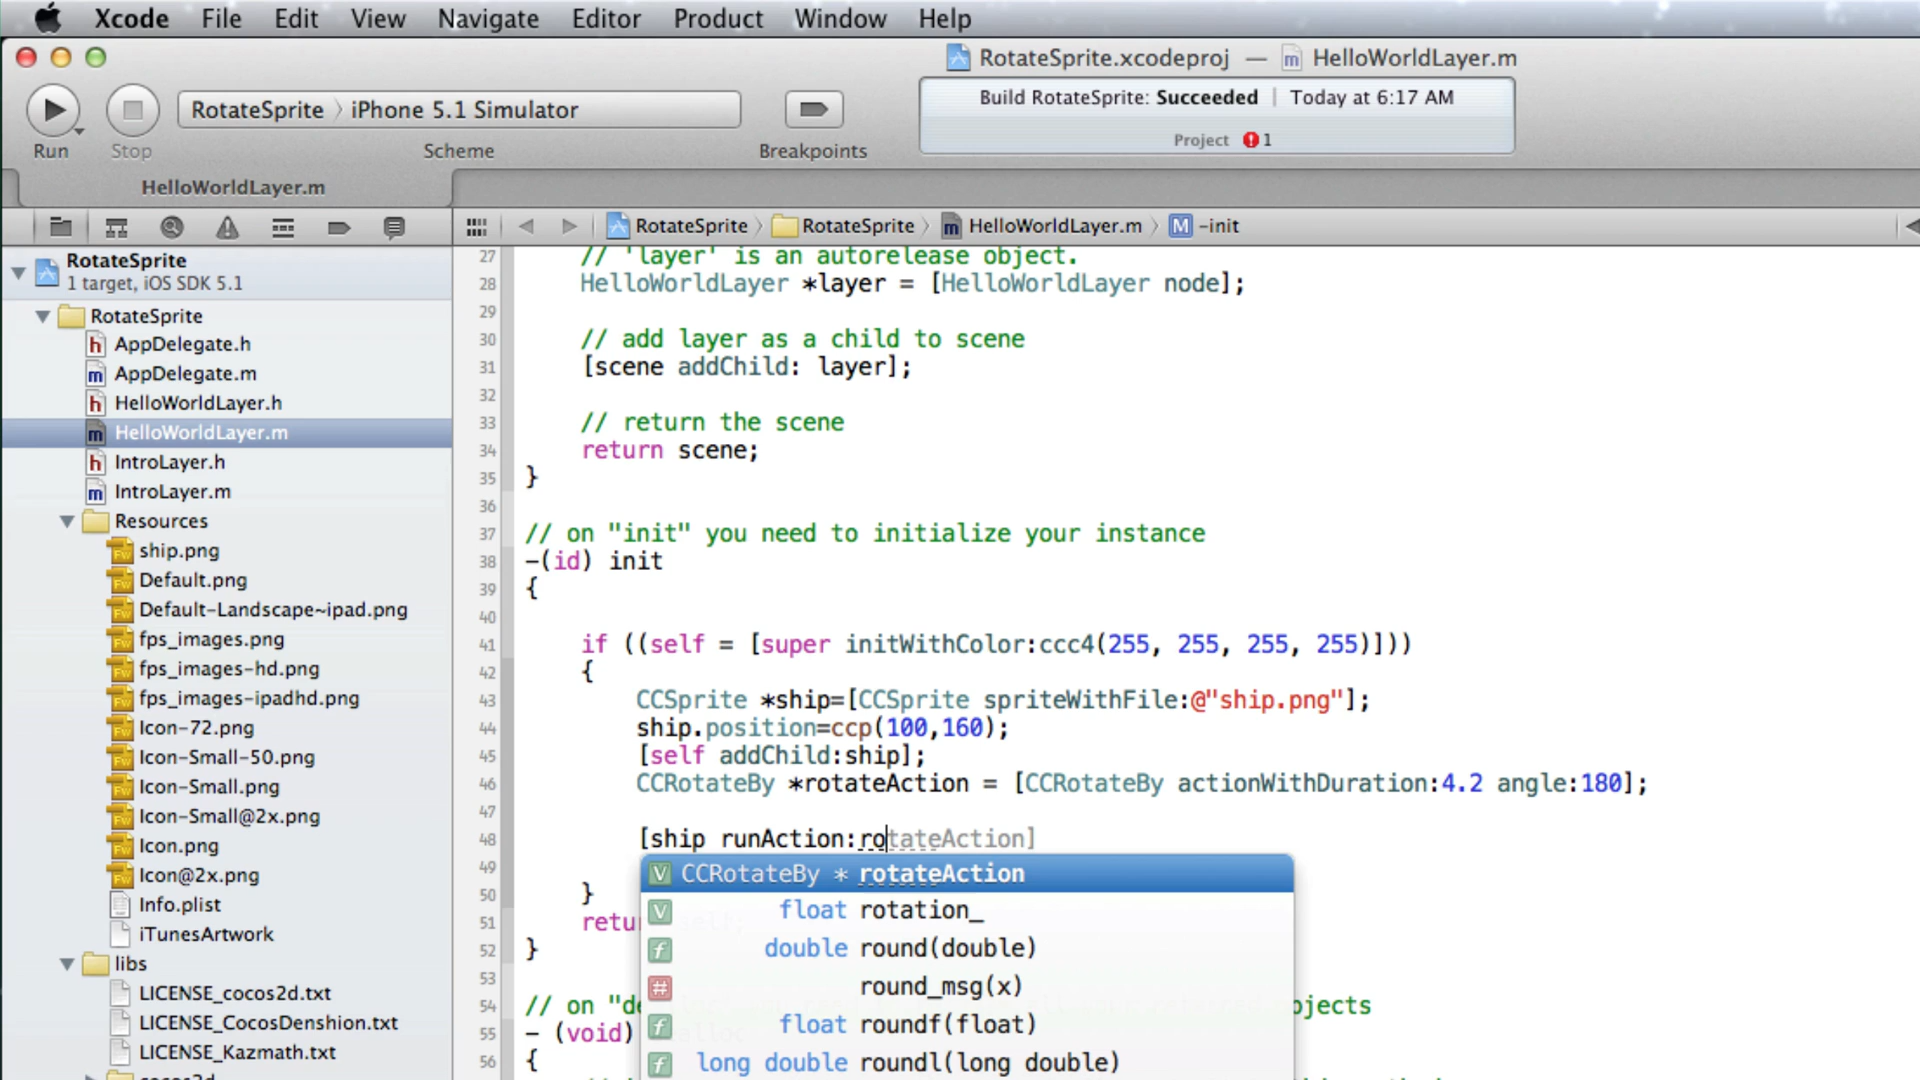 Xcode File Edit View Navigate Editor Product Window Help
RotateSprite.xcodeproj — HelloWorldLayer.m
RotateSprite 〉 iPhone 5.1 Simulator
Build RotateSprite: Succeeded | Today at 6:17 AM
Project 1
Run Stop Scheme Breakpoints
HelloWorldLayer.m
RotateSprite 〉 RotateSprite 〉 HelloWorldLayer.m 〉 M -init
RotateSprite
1 target, iOS SDK 5.1
RotateSprite
AppDelegate.h
AppDelegate.m
HelloWorldLayer.h
HelloWorldLayer.m
IntroLayer.h
IntroLayer.m
Resources
ship.png
Default.png
Default-Landscape~ipad.png
fps_images.png
fps_images-hd.png
fps_images-ipadhd.png
Icon-72.png
Icon-Small-50.png
Icon-Small.png
Icon-Small@2x.png
Icon.png
Icon@2x.png
Info.plist
iTunesArtwork
libs
LICENSE_cocos2d.txt
LICENSE_CocosDenshion.txt
LICENSE_Kazmath.txt
cocos2d
27 // 'layer' is an autorelease object.
28 HelloWorldLayer *layer = [HelloWorldLayer node];
29
30 // add layer as a child to scene
31 [scene addChild: layer];
32
33 // return the scene
34 return scene;
35 }
36
37 // on "init" you need to initialize your instance
38 -(id) init
39 {
40
41 if ((self = [super initWithColor:ccc4(255, 255, 255, 255)]))
42 {
43 CCSprite *ship=[CCSprite spriteWithFile:@"ship.png"];
44 ship.position=ccp(100,160);
45 [self addChild:ship];
46 CCRotateBy *rotateAction = [CCRotateBy actionWithDuration:4.2 angle:180];
47
48 [ship runAction:rotateAction]
49
50 }
51 retu
52 }
53
54 // on "de bjects
55 - (void)
56 {
V CCRotateBy * rotateAction
V float rotation_
f double round(double)
# round_msg(x)
f float roundf(float)
f long double roundl(long double)